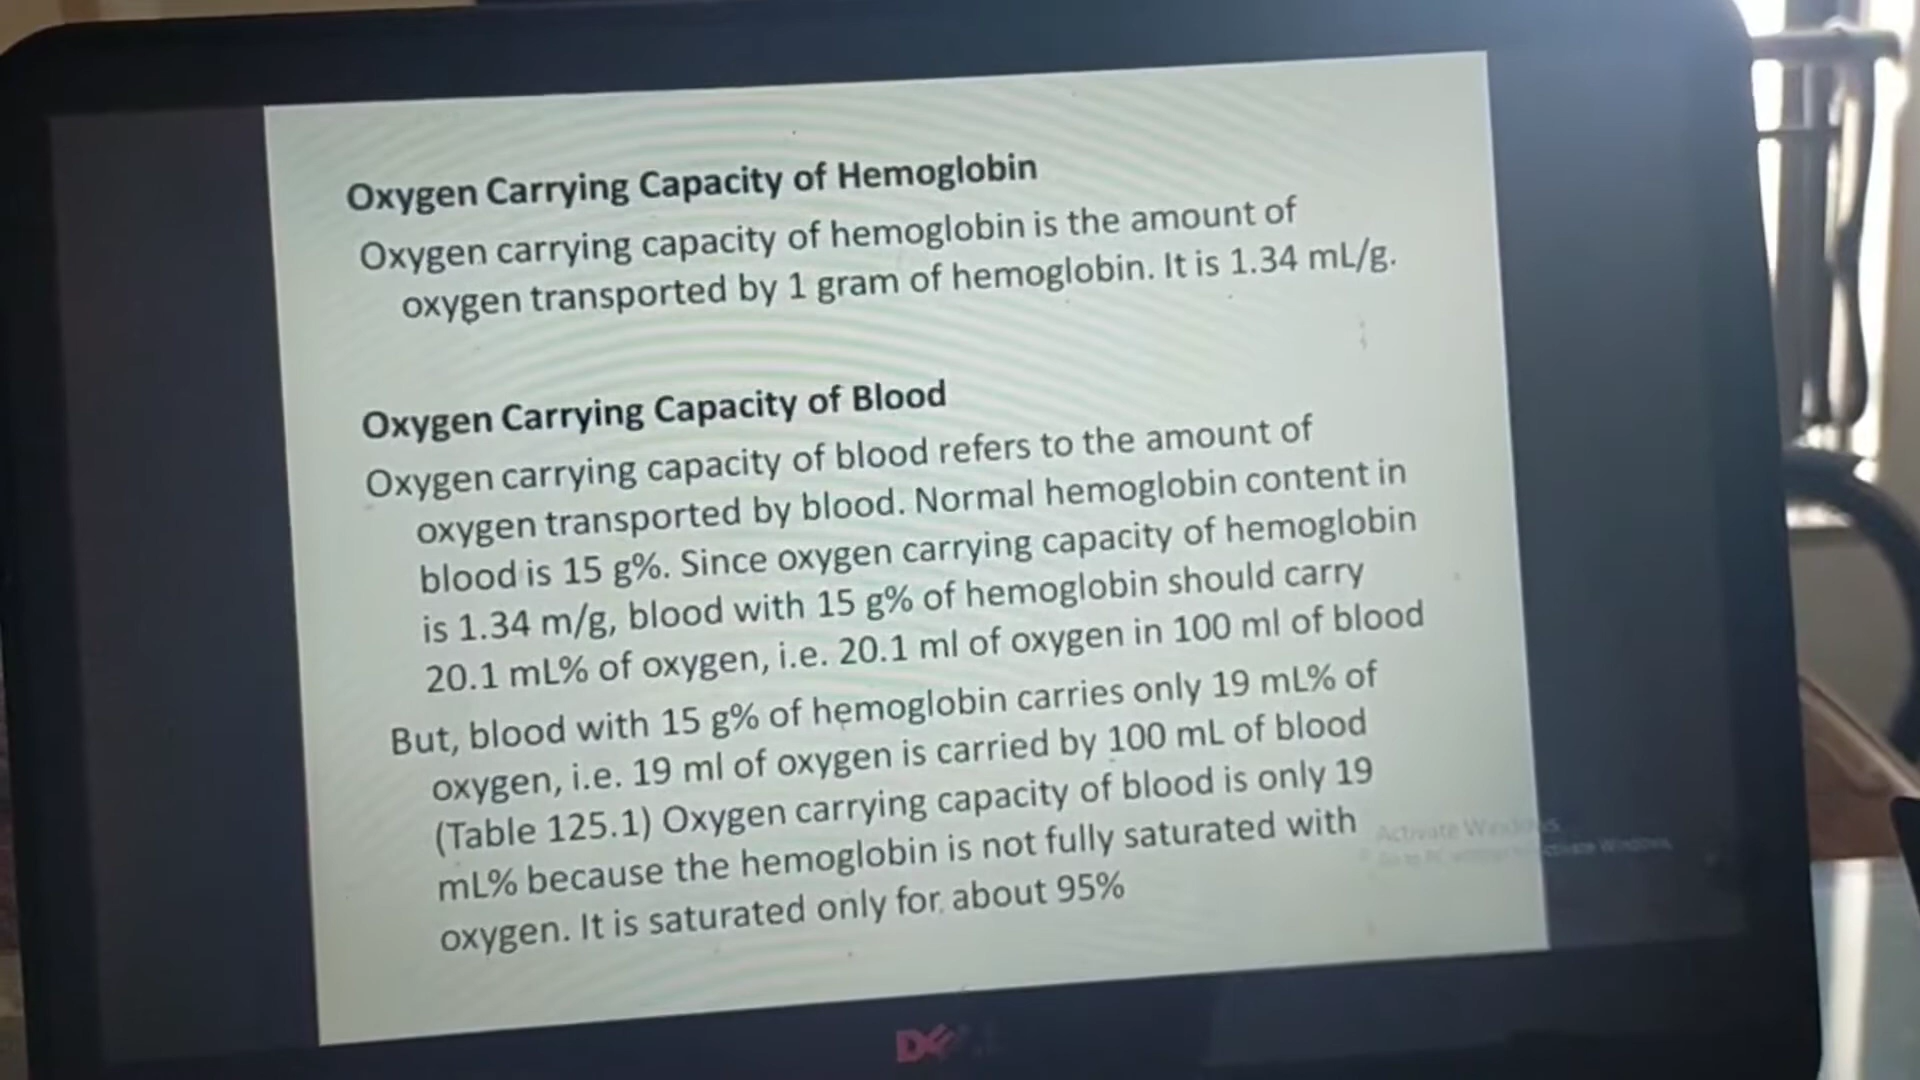 Oxygen Carrying Capacity of Hemoglobin
Oxygen carrying capacity of hemoglobin is the amount of
oxygen transported by 1 gram of hemoglobin. It is 1.34 mL/g.
Oxygen Carrying Capacity of Blood
Oxygen carrying capacity of blood refers to the amount of
oxygen transported by blood. Normal hemoglobin content in
blood is 15 g%. Since oxygen carrying capacity of hemoglobin
is 1.34 m/g, blood with 15 g% of hemoglobin should carry
20.1 mL% of oxygen, i.e. 20.1 ml of oxygen in 100 ml of blood
But, blood with 15 g% of hemoglobin carries only 19 mL% of
oxygen, i.e. 19 ml of oxygen is carried by 100 mL of blood
(Table 125.1) Oxygen carrying capacity of blood is only 19
mL% because the hemoglobin is not fully saturated with
oxygen. It is saturated only for about 95%
Activate Windows